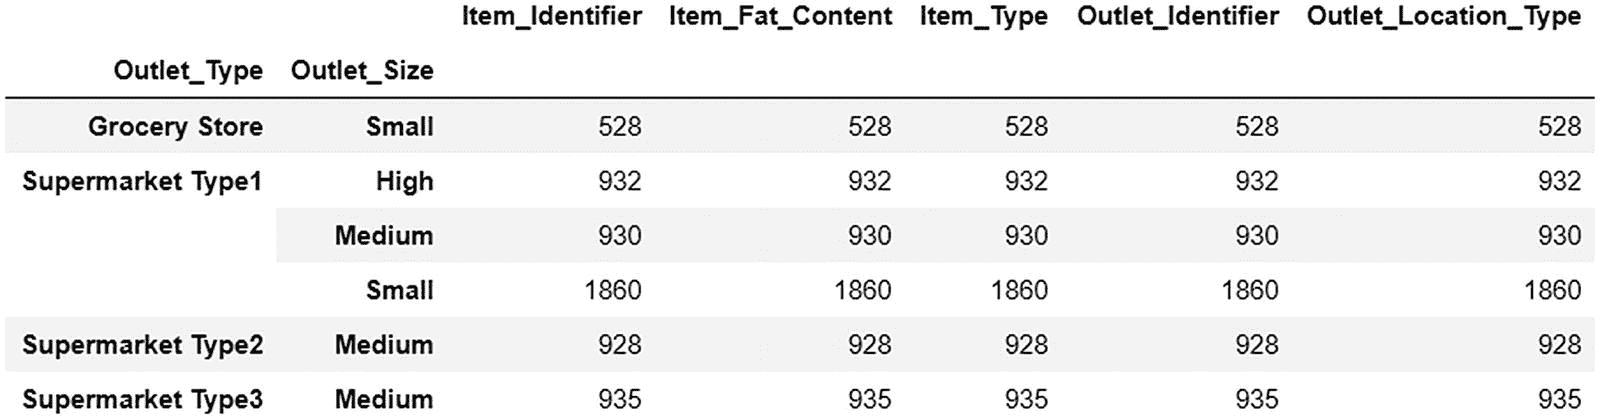 Item_Identifier Item_Fat_Content Item_Type Outlet_Identifier Outlet_Location_Type
Outlet_Type Outlet_Size
Grocery Store Small 528 528 528 528 528
Supermarket Type1 High 932 932 932 932 932
Medium 930 930 930 930 930
Small 1860 1860 1860 1860 1860
Supermarket Type2 Medium 928 928 928 928 928
Supermarket Type3 Medium 935 935 935 935 935